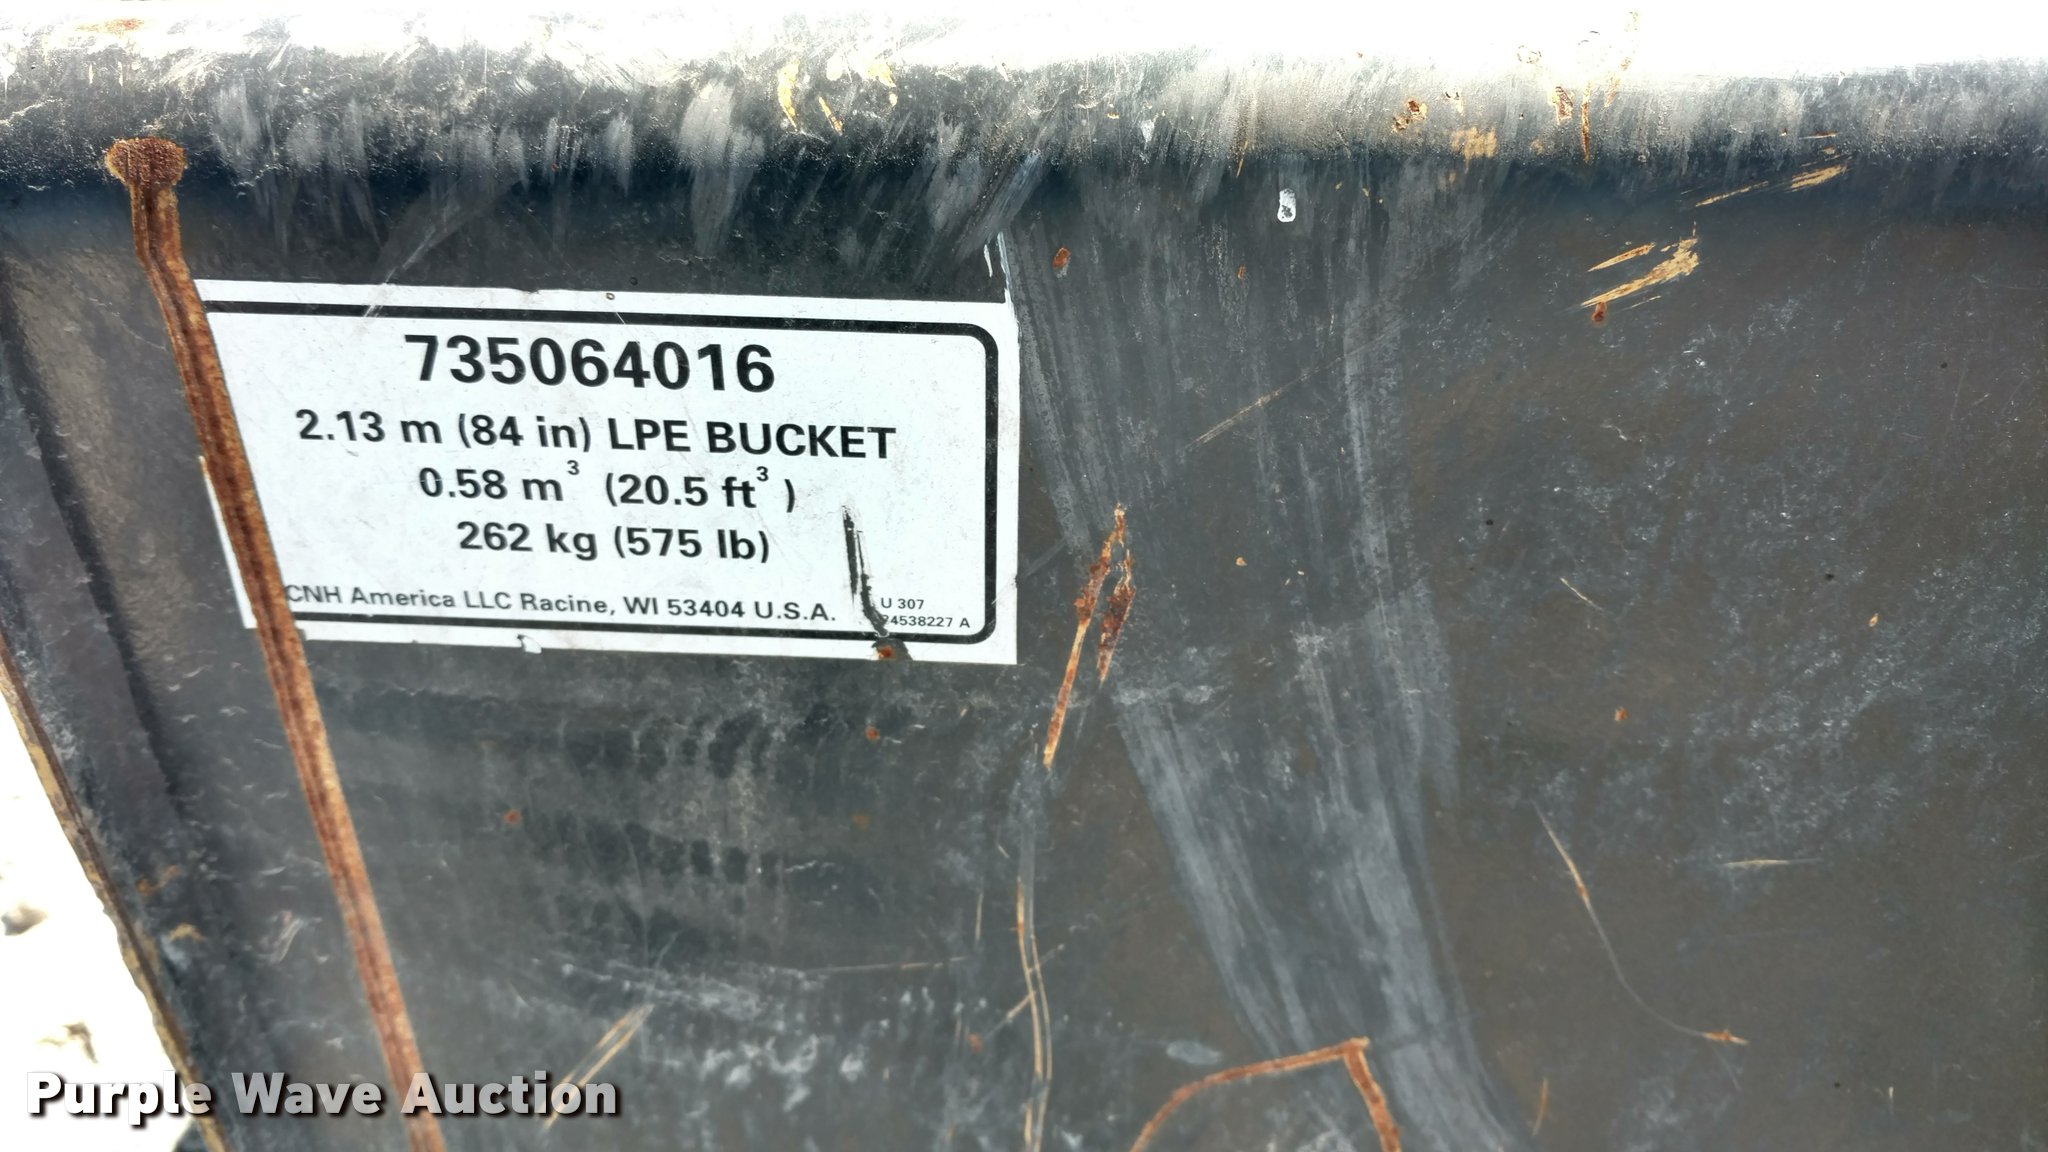 735064016
2.13 m (84 in) LPE BUCKET
0.58 m³ (20.5 ft³ )
262 kg (575 lb)
CNH America LLC Racine, WI 53404 U.S.A.
U 307
A
Purple Wave Auction